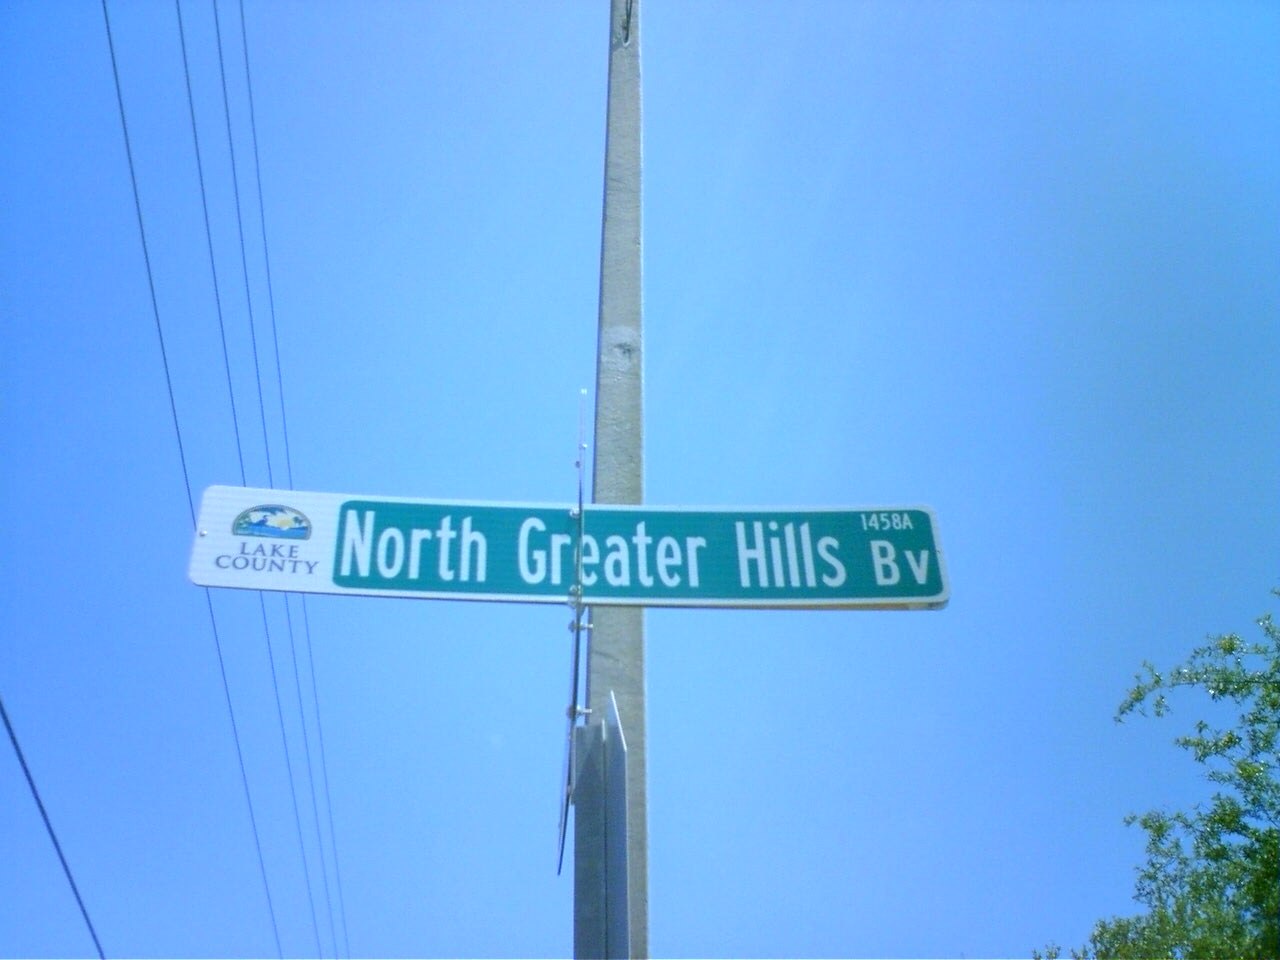 LAKE
COUNTY
North Greater Hills Bv
1458A